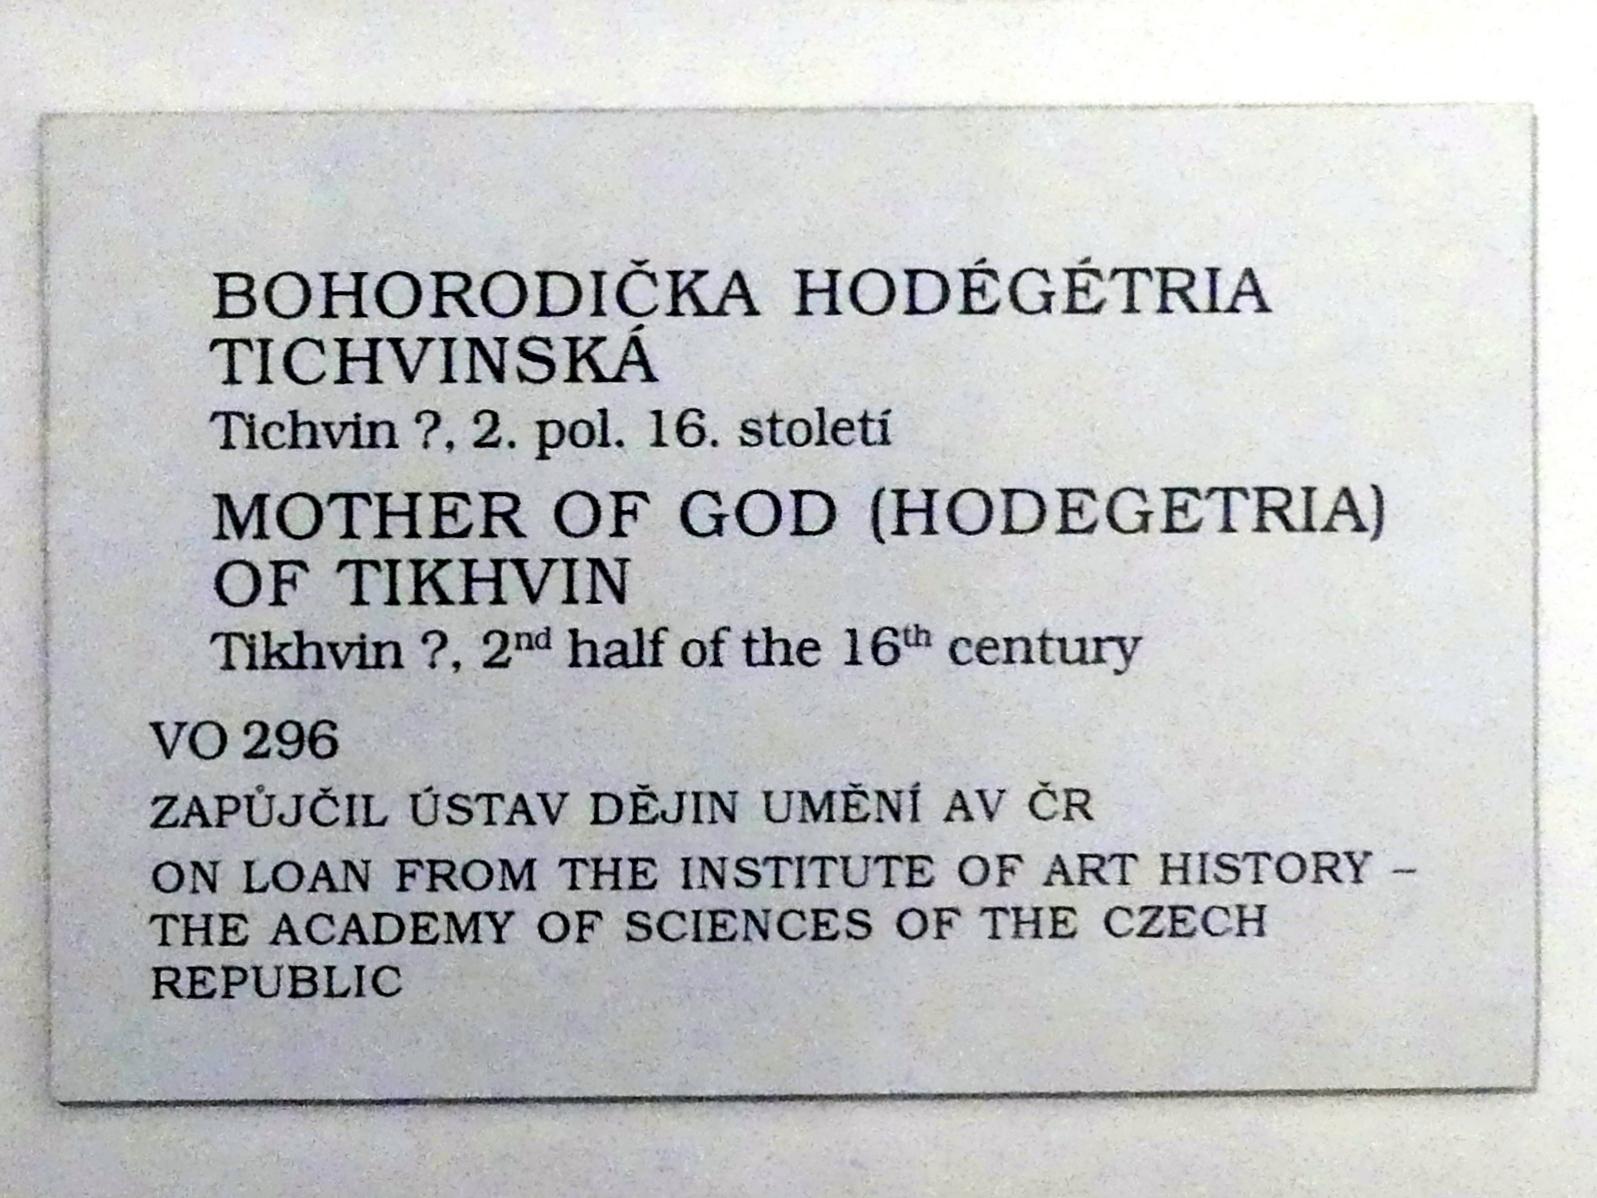 BOHORODIČKA HODÉGÉTRIA
TICHVINSKÁ
Tichvin ?, 2. pol. 16. století
MOTHER OF GOD (HODEGETRIA)
OF TIKHVIN
Tikhvin ?, 2nd half of the 16th century
VO 296
ZAPŮJČIL ÚSTAV DĚJIN UMĚNÍ AV ČR
ON LOAN FROM THE INSTITUTE OF ART HISTORY –
THE ACADEMY OF SCIENCES OF THE CZECH
REPUBLIC